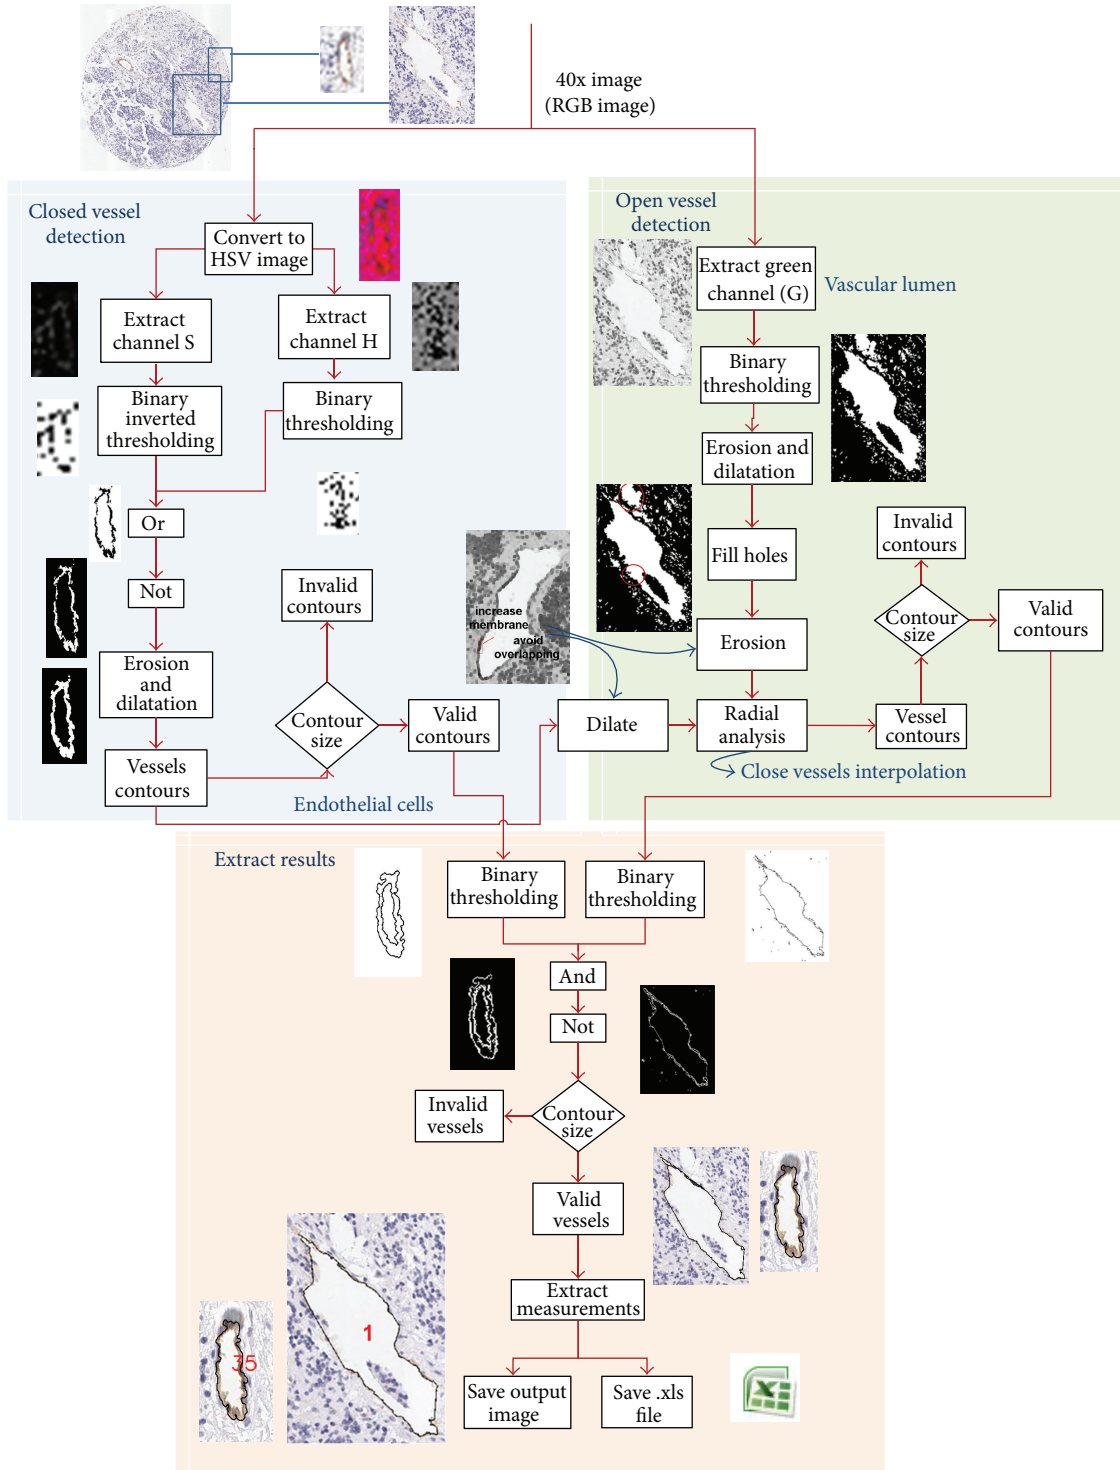 40x image
(RGB image)
Closed vessel
detection
Convert to
HSV image
Extract
channel S
Extract
channel H
Binary
inverted
thresholding
Binary
thresholding
Or
Not
Erosion
and
dilatation
Vessels
contours
Invalid
contours
Contour
size
Valid
contours
Endothelial cells
Open vessel
detection
Extract green
channel (G)
Vascular lumen
Binary
thresholding
Erosion and
dilatation
Fill holes
Erosion
increase
membrane
avoid
overlapping
Dilate
Radial
analysis
Close vessels interpolation
Vessel
contours
Contour
size
Invalid
contours
Valid
contours
Extract results
Binary
thresholding
Binary
thresholding
And
Not
Contour
size
Invalid
vessels
Valid
vessels
Extract
measurements
Save output
image
Save .xls
file
35
1
X